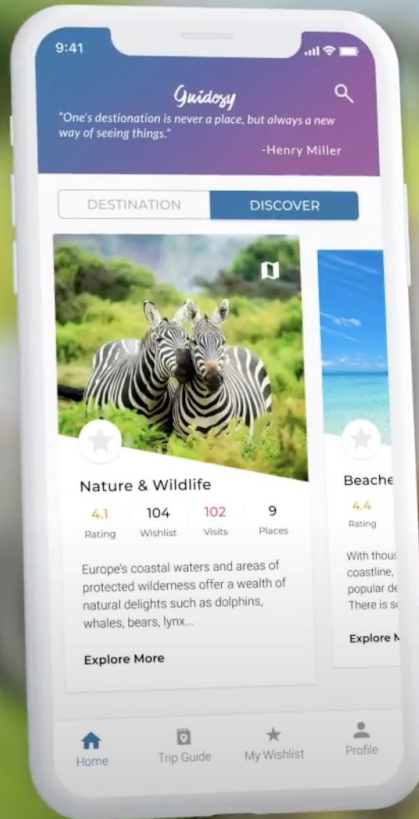 9:41
Guidosy
“One's destionation is never a place, but always a new
way of seeing things.”
-Henry Miller
DESTINATION
DISCOVER
Nature & Wildlife
4.1
104
102
9
Rating
Wishlist
Visits
Places
Europe's coastal waters and areas of
protected wilderness offer a wealth of
natural delights such as dolphins,
whales, bears, lynx...
Explore More
Beache
4.4
Rating
With thous
coastline,
popular de
There is so
Explore M
Home
Trip Guide
My Wishlist
Profile